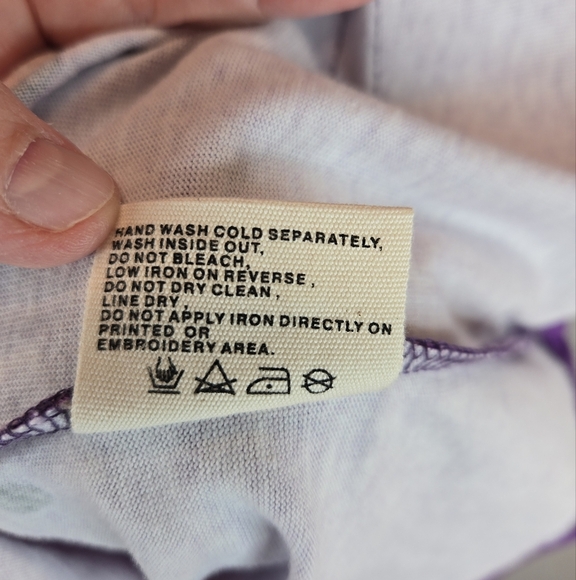 HAND WASH COLD SEPARATELY,
WASH INSIDE OUT,
DO NOT BLEACH,
LOW IRON ON REVERSE ,
DO NOT DRY CLEAN ,
LINE DRY ,
DO NOT APPLY IRON DIRECTLY ON
PRINTED OR
EMBROIDERY AREA.